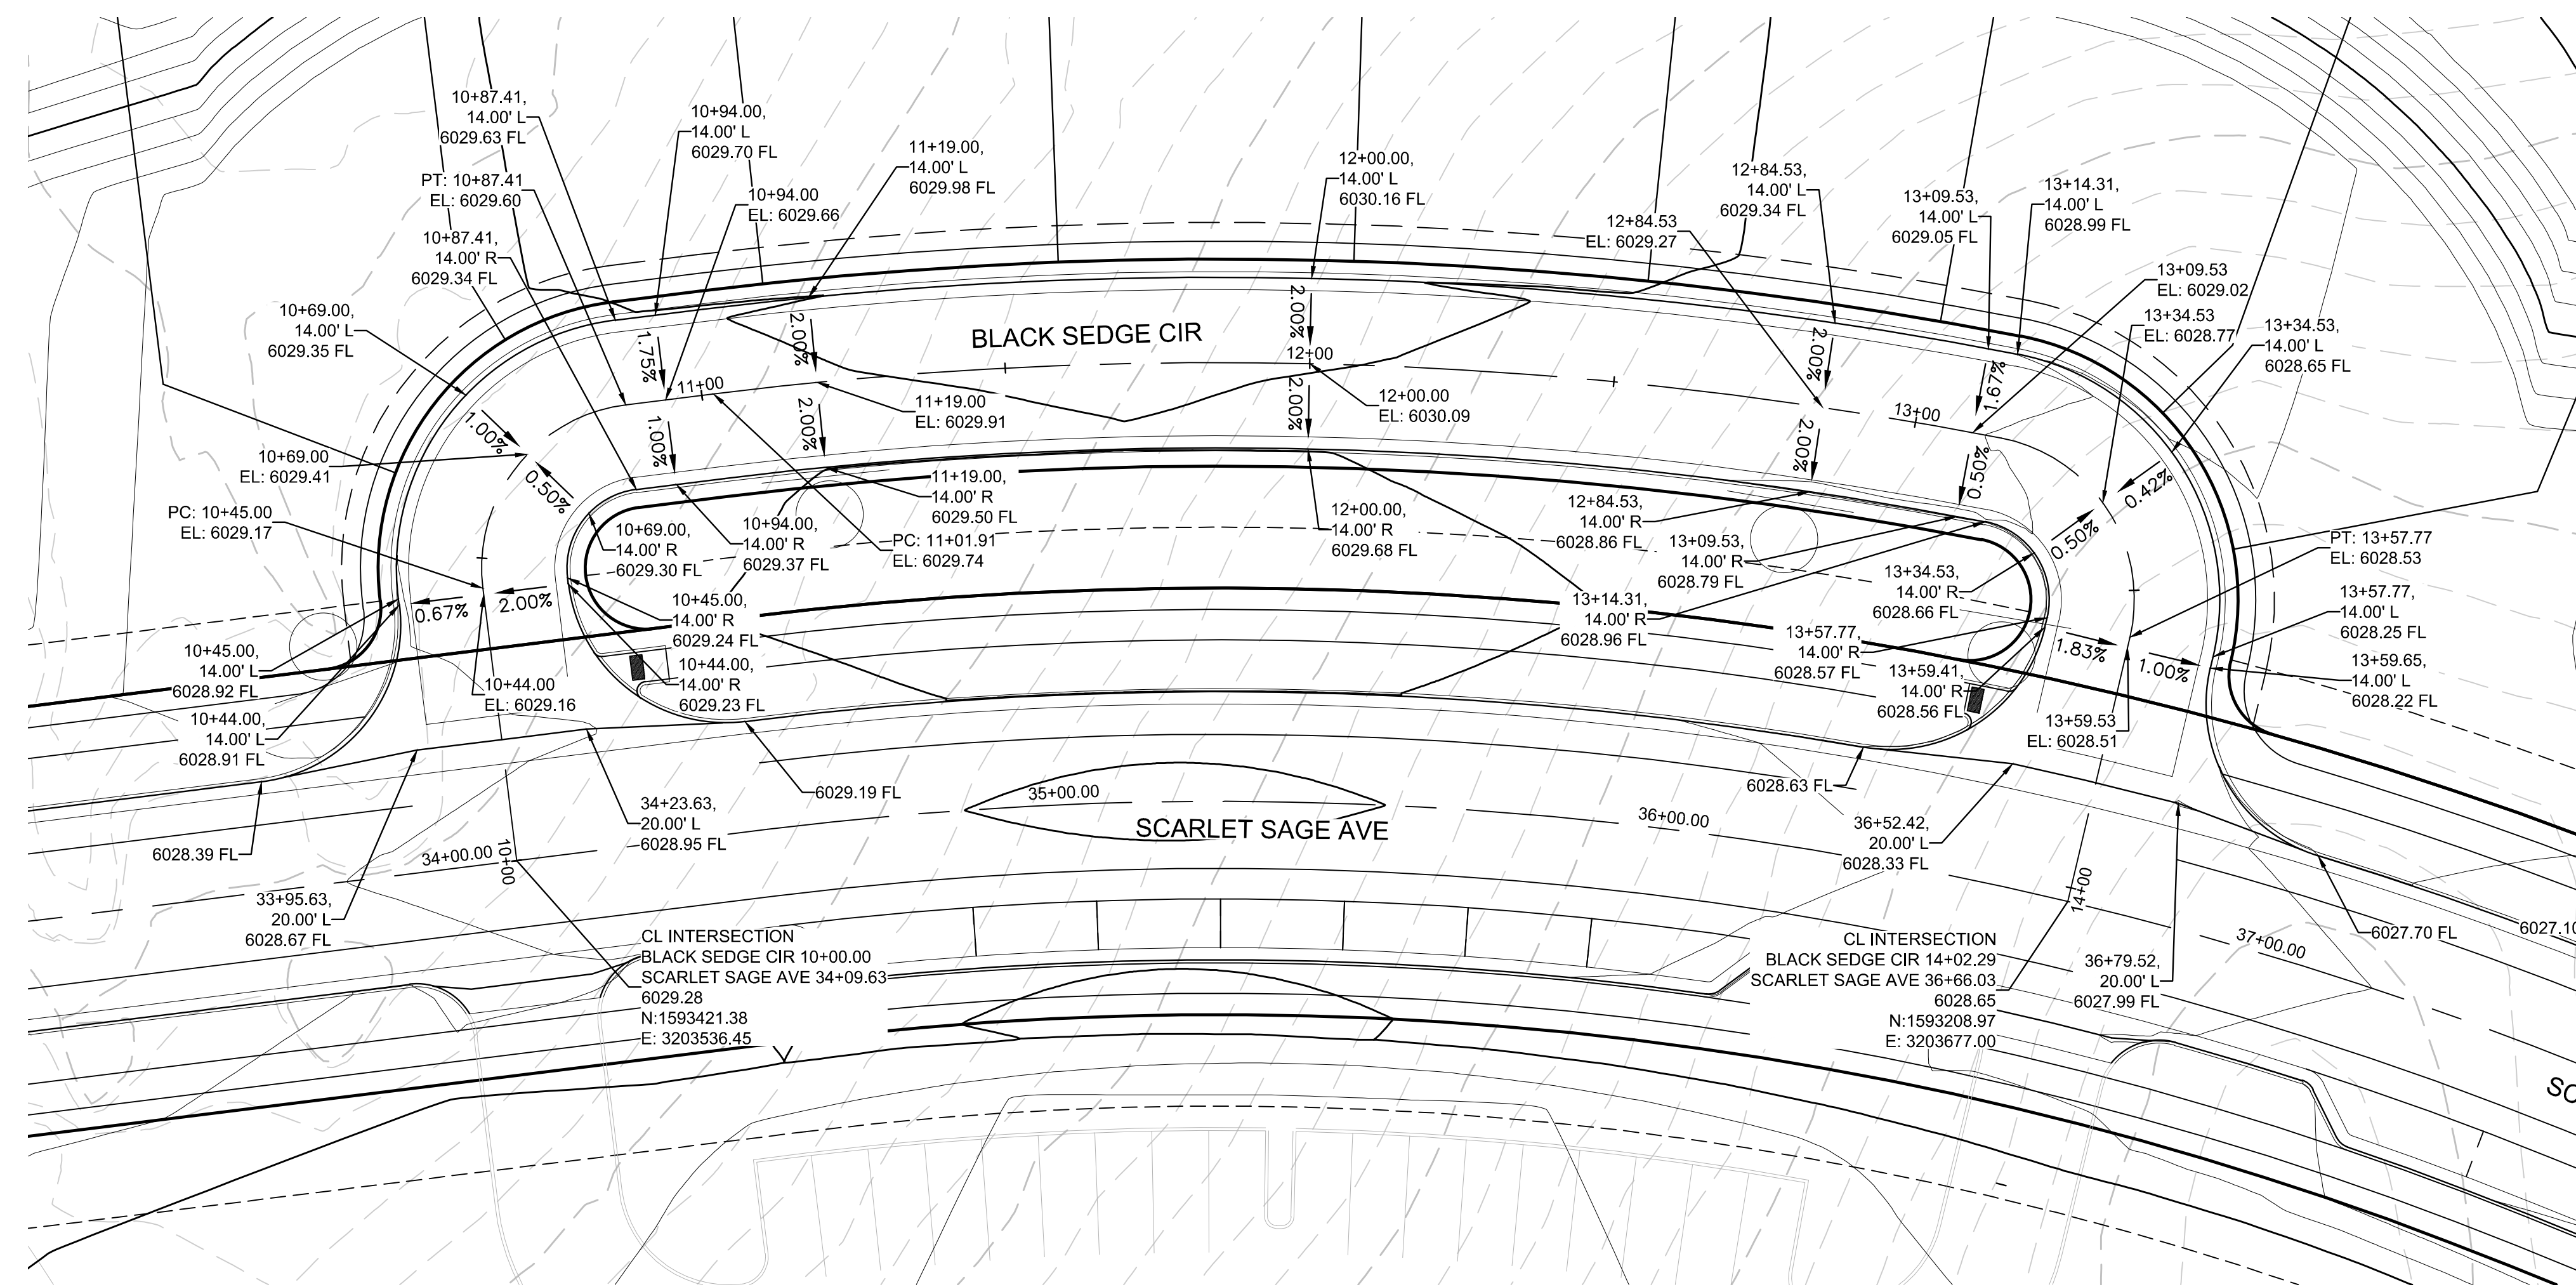 10+87.41,
14.00' L
6029.63 FL
PT: 10+87.41
EL: 6029.60
10+87.41,
14.00' R
6029.34 FL
10+94.00,
14.00' L
6029.70 FL
10+94.00
EL: 6029.66
11+19.00,
14.00' L
6029.98 FL
12+00.00,
14.00' L
6030.16 FL
12+84.53
EL: 6029.27
12+84.53,
14.00' L
6029.34 FL
13+09.53,
14.00' L
6029.05 FL
13+14.31,
14.00' L
6028.99 FL
13+09.53
EL: 6029.02
13+34.53
EL: 6028.77
13+34.53,
14.00' L
6028.65 FL
10+69.00,
14.00' L
6029.35 FL
1.75%
2.00%
BLACK SEDGE CIR
2.00%
12+00
2.00%
2.00%
1.67%
11+00
1.00%
2.00%
11+19.00
EL: 6029.91
12+00.00
EL: 6030.09
2.00%
13+00
0.50%
1.00%
0.50%
10+69.00
EL: 6029.41
PC: 10+45.00
EL: 6029.17
10+69.00,
14.00' R
6029.30 FL
10+94.00,
14.00' R
6029.37 FL
11+19.00,
14.00' R
6029.50 FL
PC: 11+01.91
EL: 6029.74
12+00.00,
14.00' R
6029.68 FL
12+84.53,
14.00' R
6028.86 FL
13+09.53,
14.00' R
6028.79 FL
13+34.53,
14.00' R
6028.66 FL
0.42%
0.50%
PT: 13+57.77
EL: 6028.53
13+57.77,
14.00' L
6028.25 FL
13+59.65,
14.00' L
6028.22 FL
0.67%
2.00%
10+45.00,
14.00' R
6029.24 FL
10+44.00,
14.00' R
6029.23 FL
13+14.31,
14.00' R
6028.96 FL
13+57.77,
14.00' R
6028.57 FL
13+59.41,
14.00' R
6028.56 FL
1.83%
1.00%
10+45.00,
14.00' L
6028.92 FL
10+44.00,
14.00' L
6028.91 FL
10+44.00
EL: 6029.16
13+59.53
EL: 6028.51
6029.19 FL
35+00.00
SCARLET SAGE AVE
6028.63 FL
36+00.00
36+52.42,
20.00' L
6028.33 FL
6028.39 FL
34+00.00
10+00
34+23.63,
20.00' L
6028.95 FL
33+95.63,
20.00' L
6028.67 FL
14+00
CL INTERSECTION
BLACK SEDGE CIR 10+00.00
SCARLET SAGE AVE 34+09.63
6029.28
N:1593421.38
E: 3203536.45
CL INTERSECTION
BLACK SEDGE CIR 14+02.29
SCARLET SAGE AVE 36+66.03
6028.65
N:1593208.97
E: 3203677.00
36+79.52,
20.00' L
6027.99 FL
37+00.00
6027.70 FL
6027.10
SC